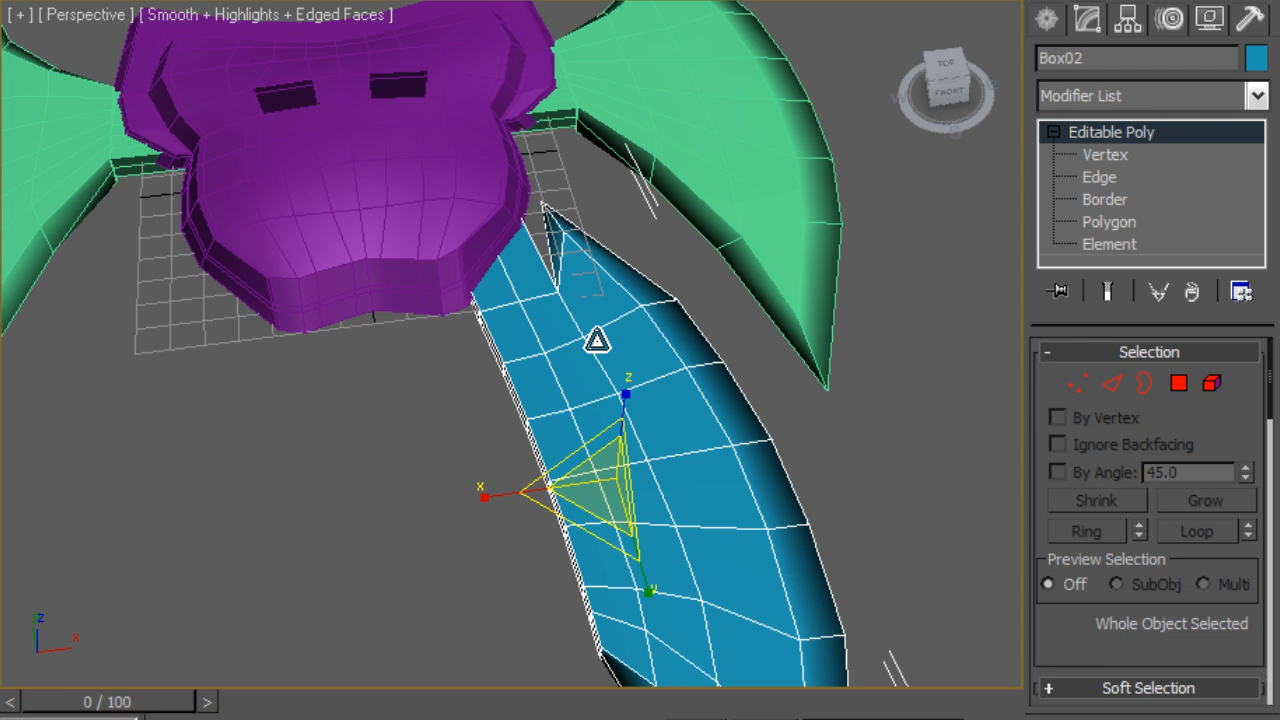 [ + ] [ Perspective ] [ Smooth + Highlights + Edged Faces ]
TOP
FRONT
S
z
x
y
z
x
0 / 100
<
>
Box02
Modifier List
Editable Poly
Vertex
Edge
Border
Polygon
Element
- Selection
By Vertex
Ignore Backfacing
By Angle: 45.0
Shrink Grow
Ring Loop
Preview Selection
Off SubObj Multi
Whole Object Selected
+ Soft Selection